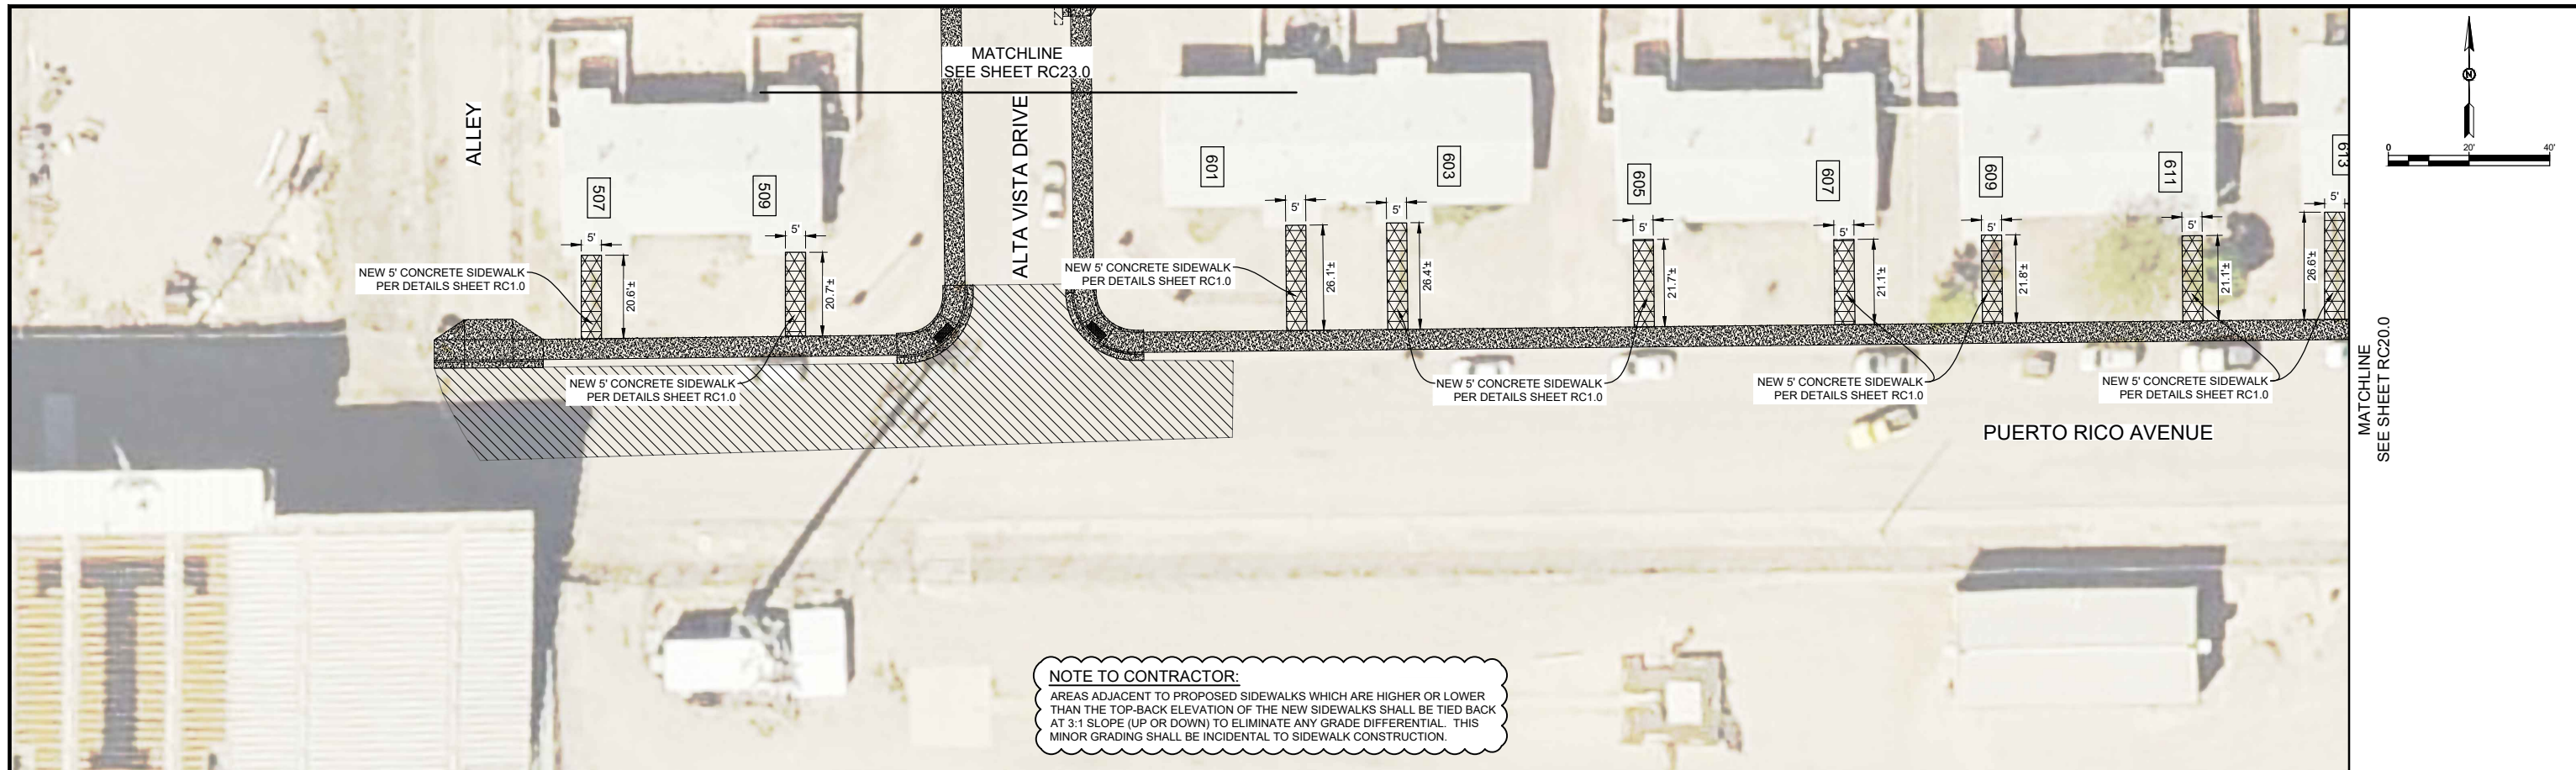 MATCHLINE
SEE SHEET RC23.0
ALLEY
ALTA VISTA DRIVE
507
509
601
603
605
607
609
611
613
5'
5'
5'
5'
5'
5'
5'
5'
5'
20.6'±
20.7'±
26.1'±
26.4'±
21.7'±
21.1'±
21.8'±
21.1'±
26.6'±
NEW 5' CONCRETE SIDEWALK
PER DETAILS SHEET RC1.0
NEW 5' CONCRETE SIDEWALK
PER DETAILS SHEET RC1.0
NEW 5' CONCRETE SIDEWALK
PER DETAILS SHEET RC1.0
NEW 5' CONCRETE SIDEWALK
PER DETAILS SHEET RC1.0
NEW 5' CONCRETE SIDEWALK
PER DETAILS SHEET RC1.0
NEW 5' CONCRETE SIDEWALK
PER DETAILS SHEET RC1.0
PUERTO RICO AVENUE
MATCHLINE
SEE SHEET RC20.0
N
0
20'
40'
NOTE TO CONTRACTOR:
AREAS ADJACENT TO PROPOSED SIDEWALKS WHICH ARE HIGHER OR LOWER
THAN THE TOP-BACK ELEVATION OF THE NEW SIDEWALKS SHALL BE TIED BACK
AT 3:1 SLOPE (UP OR DOWN) TO ELIMINATE ANY GRADE DIFFERENTIAL. THIS
MINOR GRADING SHALL BE INCIDENTAL TO SIDEWALK CONSTRUCTION.